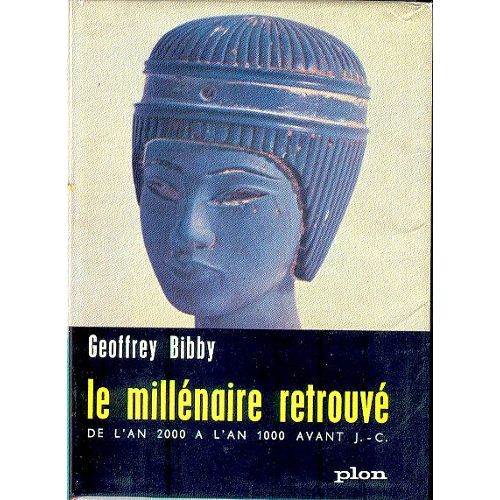 Geoffrey Bibby
le millénaire retrouvé
DE L'AN 2000 A L'AN 1000 AVANT J.-C.
plon